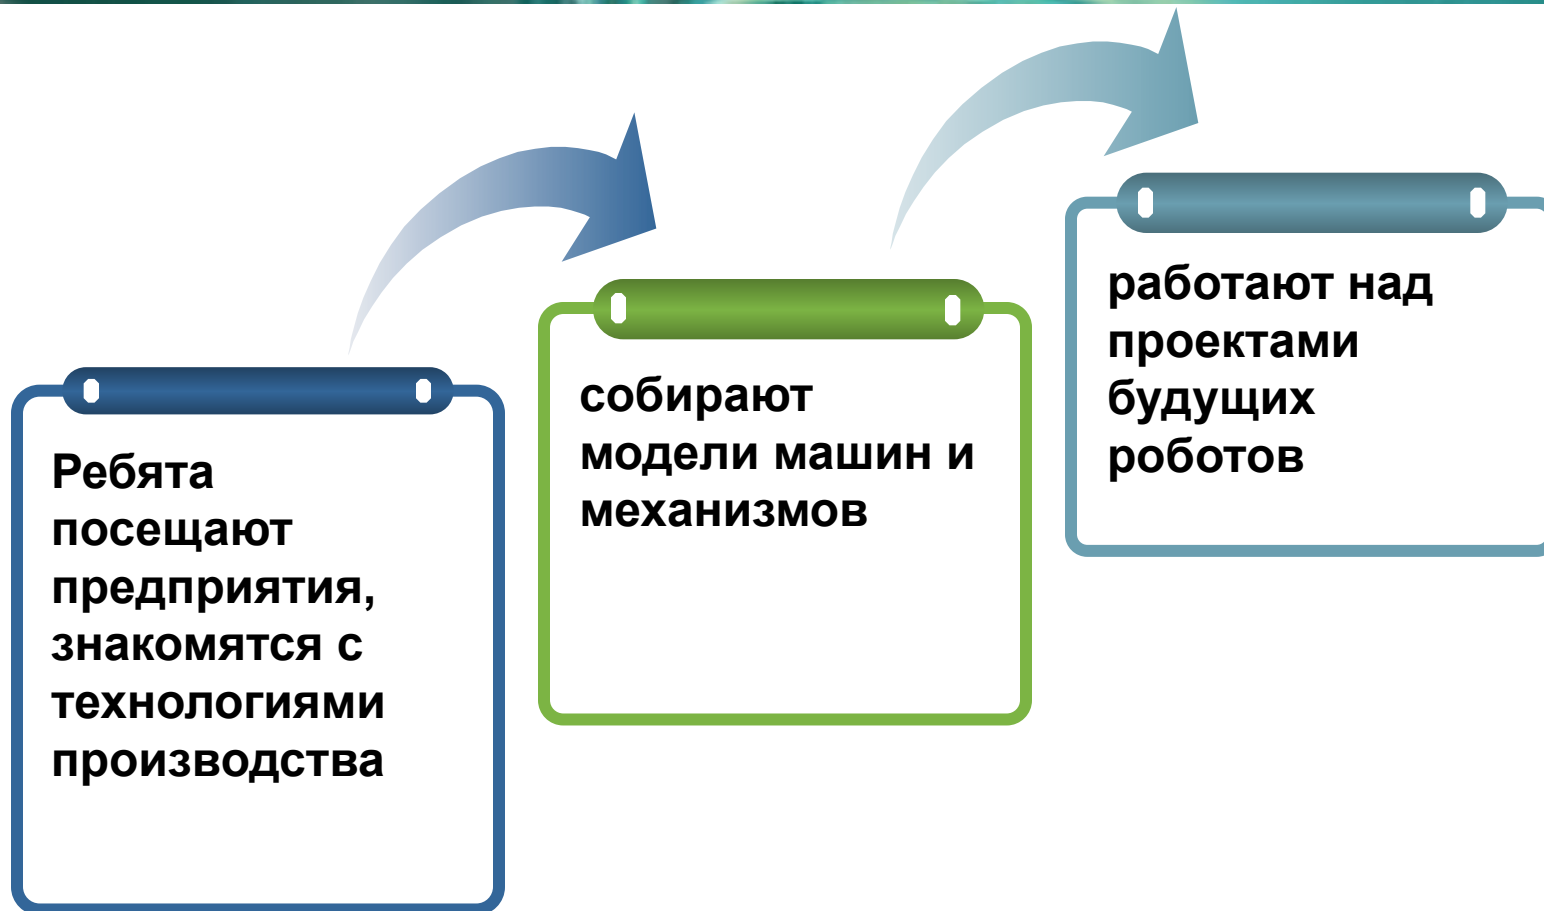 Ребята
посещают
предприятия,
знакомятся с
технологиями
производства
собирают
модели машин и
механизмов
работают над
проектами
будущих
роботов